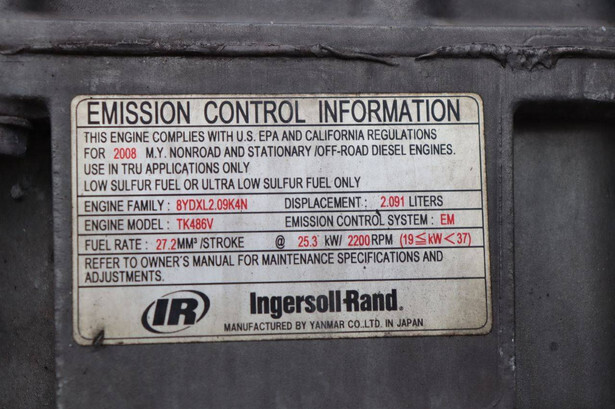 EMISSION CONTROL INFORMATION
THIS ENGINE COMPLIES WITH U.S. EPA AND CALIFORNIA REGULATIONS
FOR 2008 M.Y. NONROAD AND STATIONARY /OFF-ROAD DIESEL ENGINES.
USE IN TRU APPLICATIONS ONLY
LOW SULFUR FUEL OR ULTRA LOW SULFUR FUEL ONLY
ENGINE FAMILY : 8YDXL2.09K4N DISPLACEMENT : 2.091 LITERS
ENGINE MODEL : TK486V EMISSION CONTROL SYSTEM : EM
FUEL RATE : 27.2MM³ /STROKE @ 25.3 kW/ 2200RPM (19≦kW<37)
REFER TO OWNER'S MANUAL FOR MAINTENANCE SPECIFICATIONS AND
ADJUSTMENTS.
IR Ingersoll-Rand®
MANUFACTURED BY YANMAR CO.,LTD. IN JAPAN